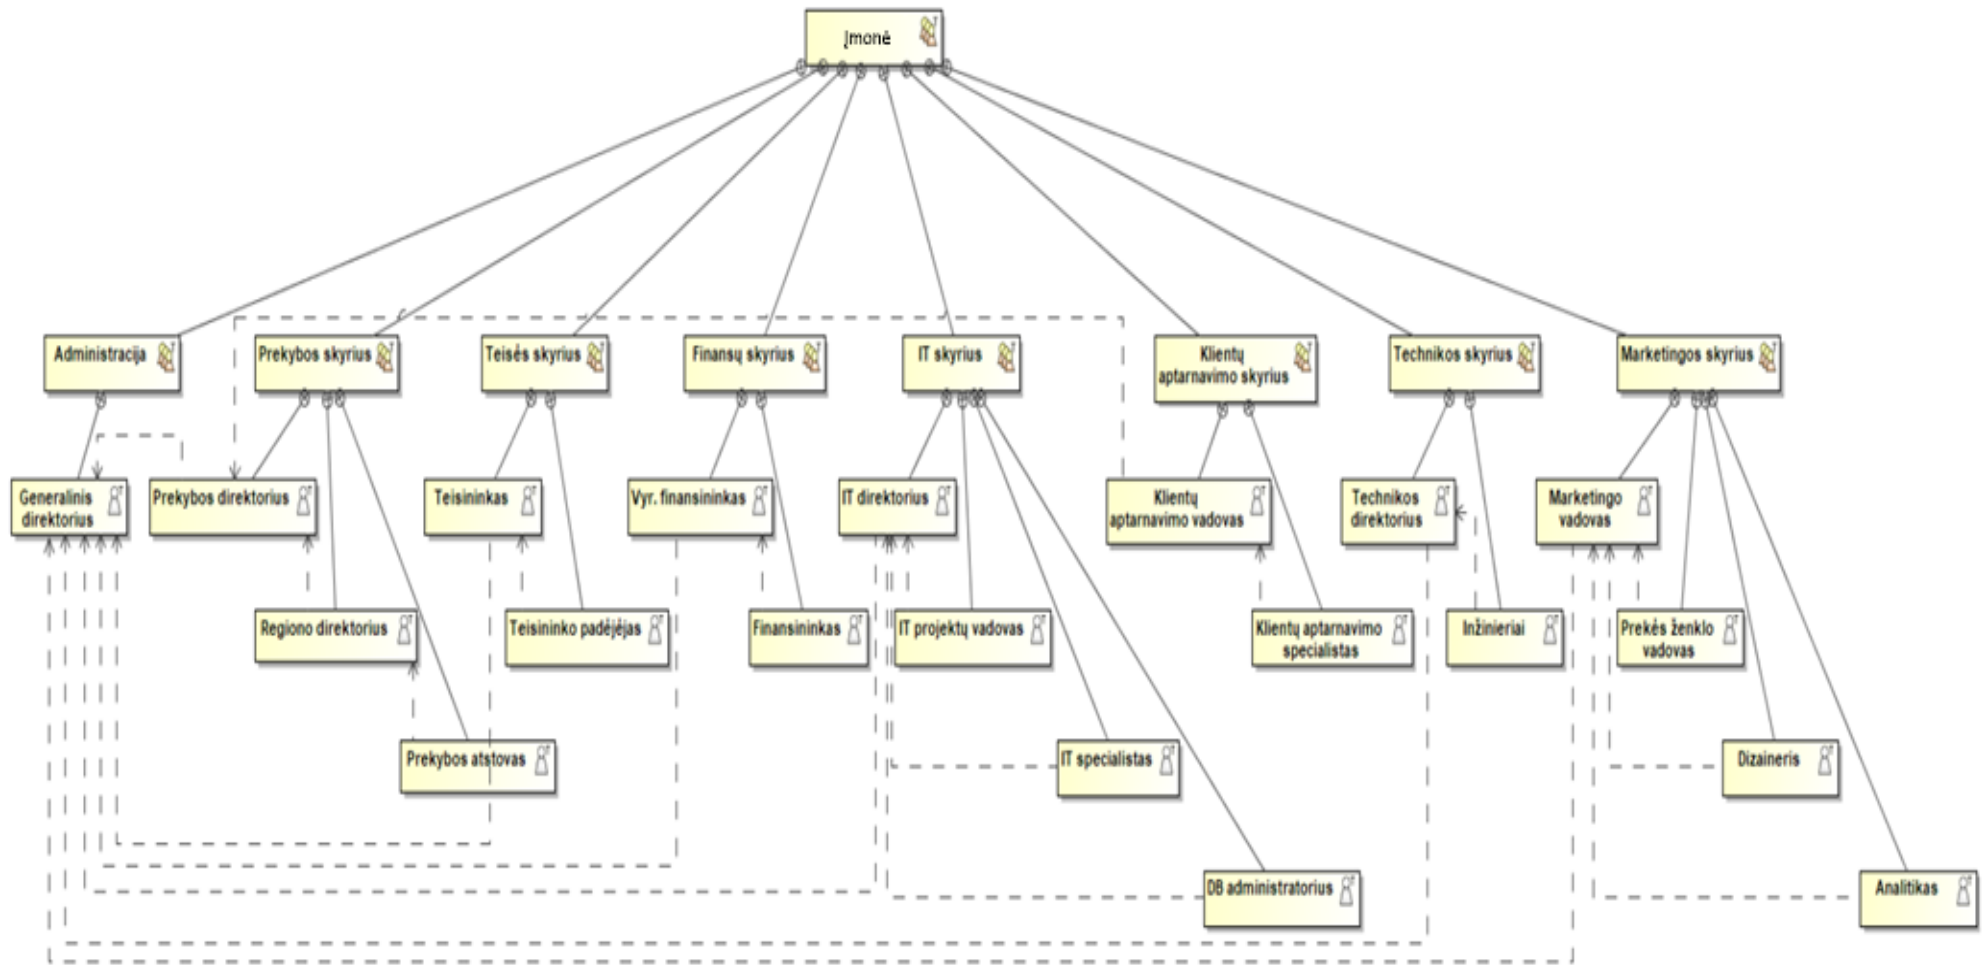 Įmonė
Administracija
Prekybos skyrius
Teisės skyrius
Finansų skyrius
IT skyrius
Klientų
aptarnavimo skyrius
Technikos skyrius
Marketingos skyrius
Generalinis
direktorius
Prekybos direktorius
Teisininkas
Vyr. finansininkas
IT direktorius
Klientų
aptarnavimo vadovas
Technikos
direktorius
Marketingo
vadovas
Regiono direktorius
Teisininko padėjėjas
Finansininkas
IT projektų vadovas
Klientų aptarnavimo
specialistas
Inžinieriai
Prekės ženklo
vadovas
Prekybos atstovas
IT specialistas
Dizaineris
DB administratorius
Analitikas